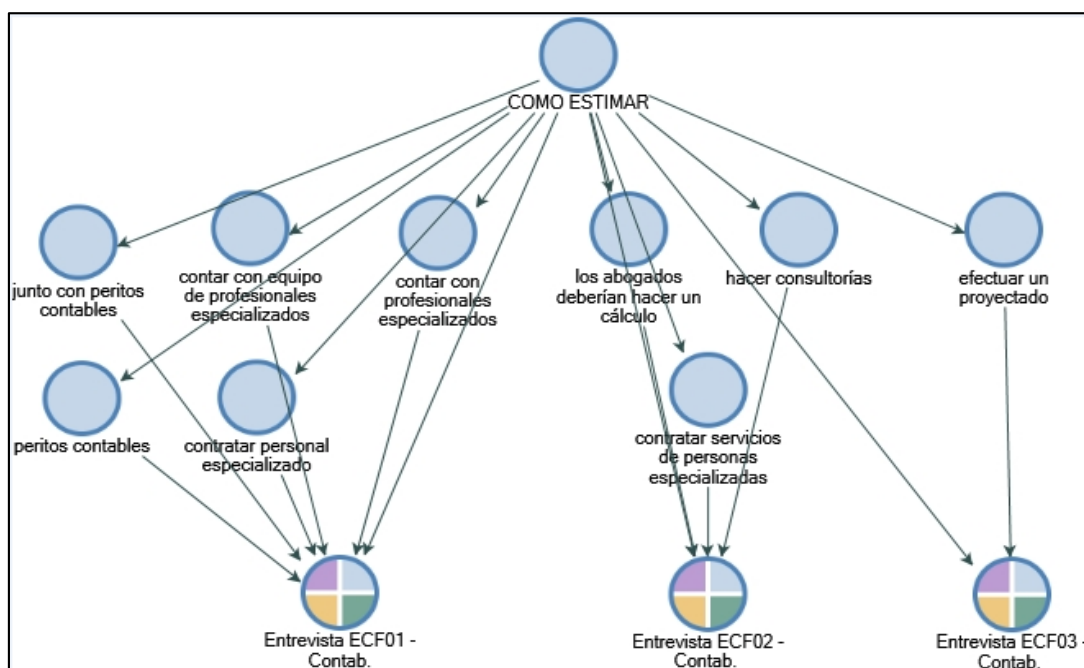 COMO ESTIMAR
junto con peritos
contables
contar con equipo
de profesionales
especializados
contar con
profesionales
especializados
los abogados
deberían hacer un
cálculo
hacer consultorías
efectuar un
proyectado
peritos contables
contratar personal
especializado
contratar servicios
de personas
especializadas
Entrevista ECF01 -
Contab.
Entrevista ECF02 -
Contab.
Entrevista ECF03 -
Contab.